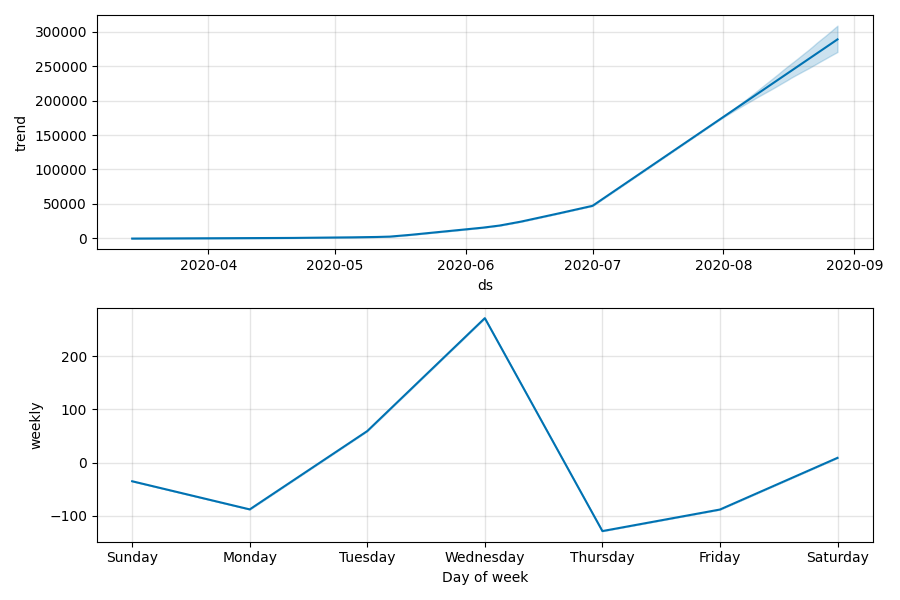 300000
250000
200000
150000
100000
50000
0
trend
2020-04 2020-05 2020-06 2020-07 2020-08 2020-09
ds
200
100
0
−100
weekly
Sunday Monday Tuesday Wednesday Thursday Friday Saturday
Day of week